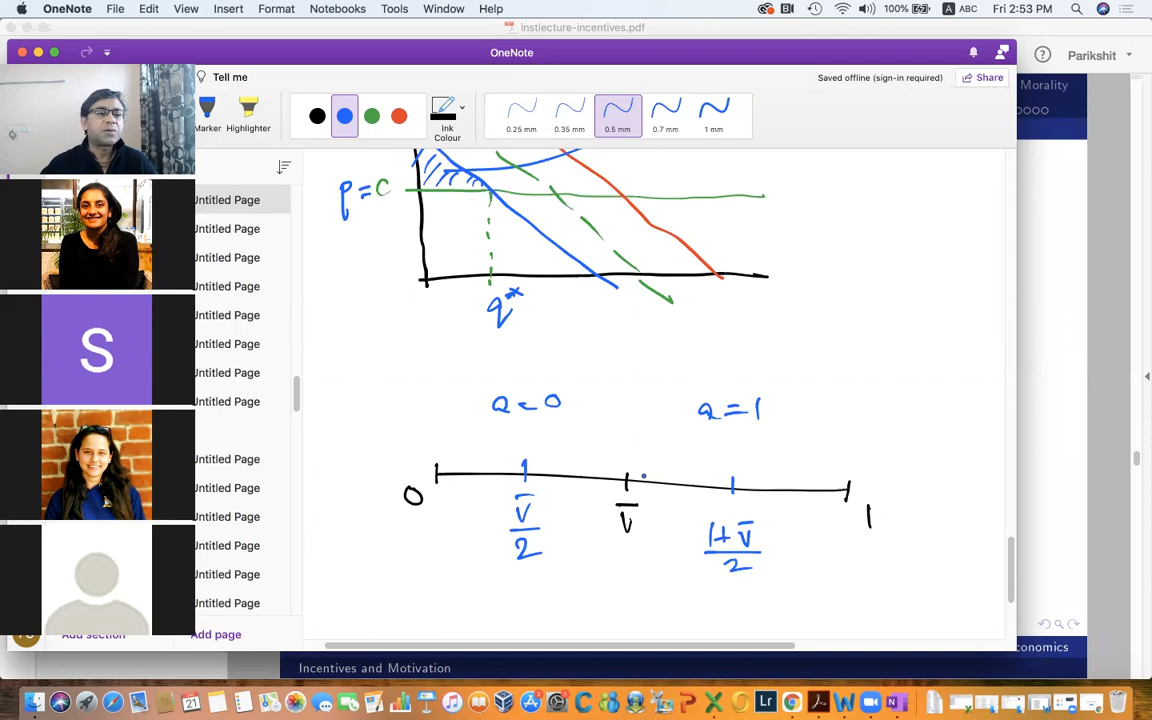 OneNote File Edit View Insert Format Notebooks Tools Window Help 100% ABC Fri 2:53 PM
instlecture-incentives.pdf
OneNote
Parikshit
Tell me
Saved offline (sign-in required)
Share
Morality
Marker
Highlighter
Ink
Colour
0.25 mm
0.35 mm
0.5 mm
0.7 mm
1 mm
Untitled Page
Untitled Page
Untitled Page
Untitled Page
Untitled Page
Untitled Page
Untitled Page
Untitled Page
Untitled Page
Untitled Page
Untitled Page
Untitled Page
Untitled Page
Untitled Page
S
p = c
q*
a = 0
a = 1
0
v̄/2
v̄
1+v̄/2
1
Add section
Add page
conomics
Incentives and Motivation